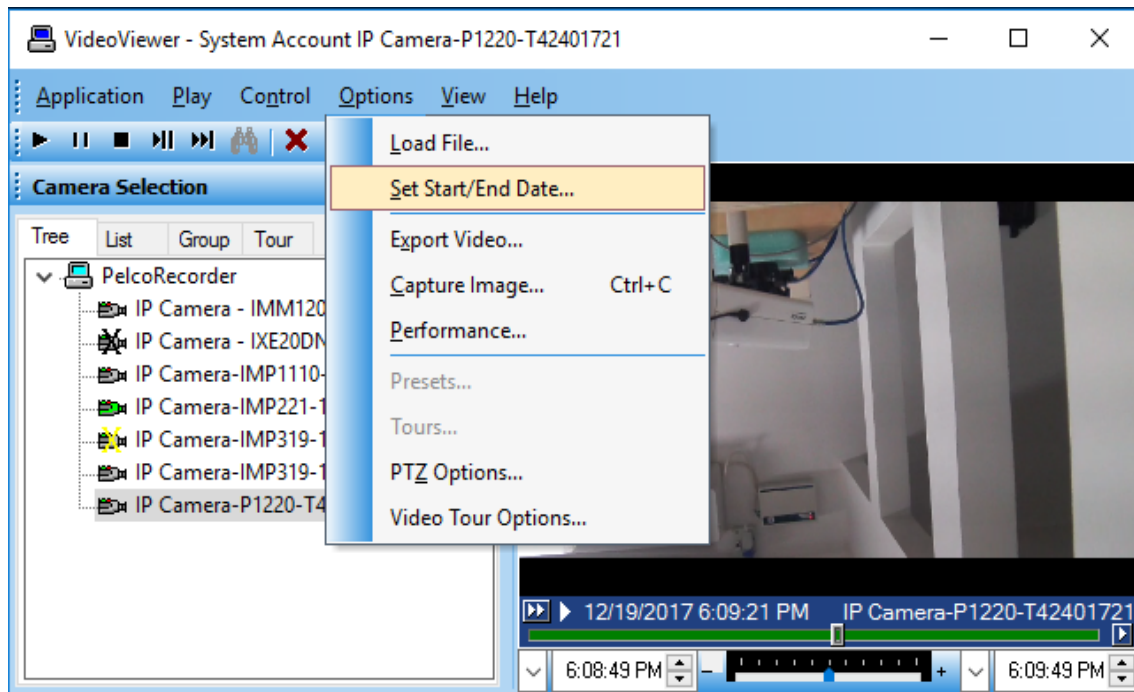 VideoViewer - System Account IP Camera-P1220-T42401721
Application Play Control Options View Help
Camera Selection
Tree List Group Tour
PelcoRecorder
IP Camera - IMM120
IP Camera - IXE20DN
IP Camera-IMP1110-
IP Camera-IMP221-1
IP Camera-IMP319-1
IP Camera-IMP319-1
IP Camera-P1220-T4
Load File...
Set Start/End Date...
Export Video...
Capture Image... Ctrl+C
Performance...
Presets...
Tours...
PTZ Options...
Video Tour Options...
12/19/2017 6:09:21 PM IP Camera-P1220-T42401721
6:08:49 PM - + 6:09:49 PM